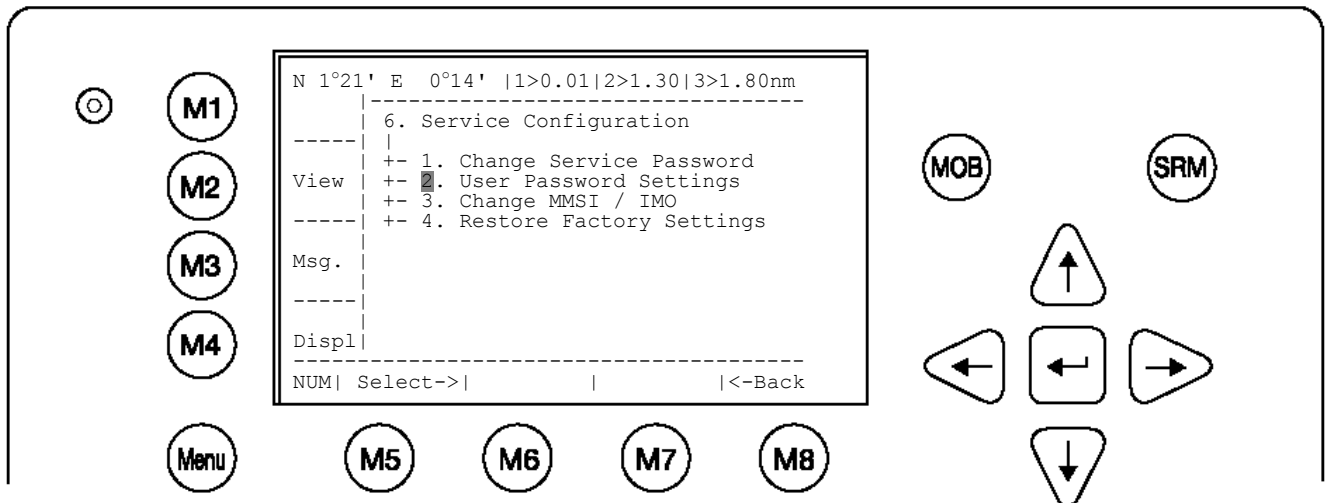 N 1°21' E 0°14' |1>0.01|2>1.30|3>1.80nm
6. Service Configuration
+- 1. Change Service Password
View | +- 2. User Password Settings
+- 3. Change MMSI / IMO
+- 4. Restore Factory Settings
Msg.
Displ|
NUM| Select->| | |<-Back
M1
M2
M3
M4
Menu
M5
M6
M7
M8
MOB
SRM